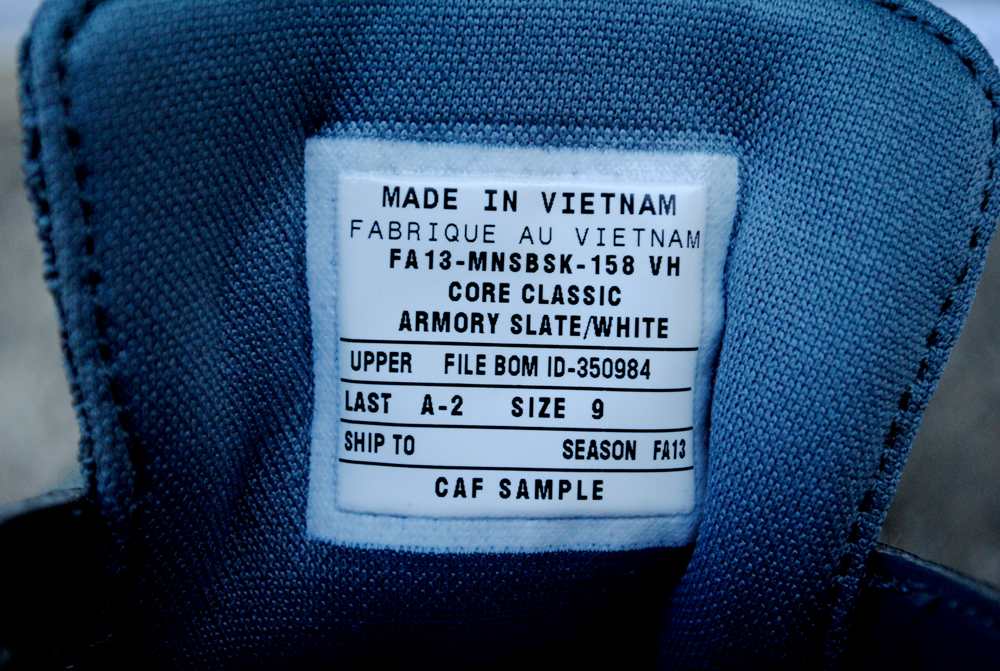 MADE IN VIETNAM
FABRIQUE AU VIETNAM
FA13-MNSBSK-158 VH
CORE CLASSIC
ARMORY SLATE/WHITE
UPPER FILE BOM ID-350984
LAST A-2 SIZE 9
SHIP TO SEASON FA13
CAF SAMPLE